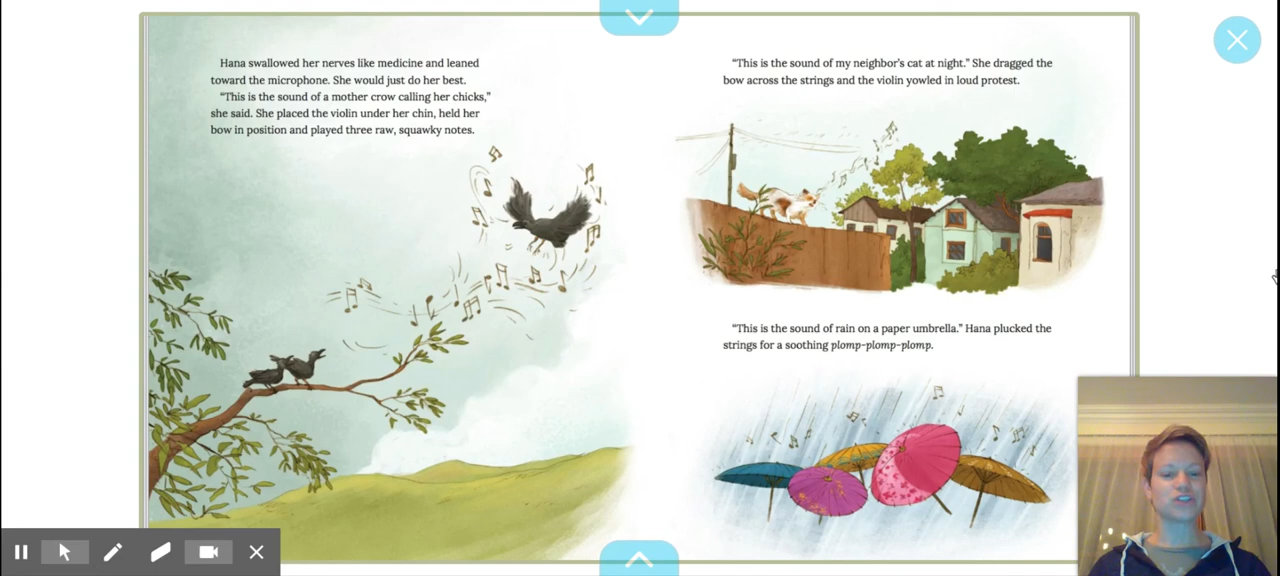 Hana swallowed her nerves like medicine and leaned
toward the microphone. She would just do her best.
“This is the sound of a mother crow calling her chicks,”
she said. She placed the violin under her chin, held her
bow in position and played three raw, squawky notes.
“This is the sound of my neighbor’s cat at night.” She dragged the
bow across the strings and the violin yowled in loud protest.
“This is the sound of rain on a paper umbrella.” Hana plucked the
strings for a soothing plomp-plomp-plomp.